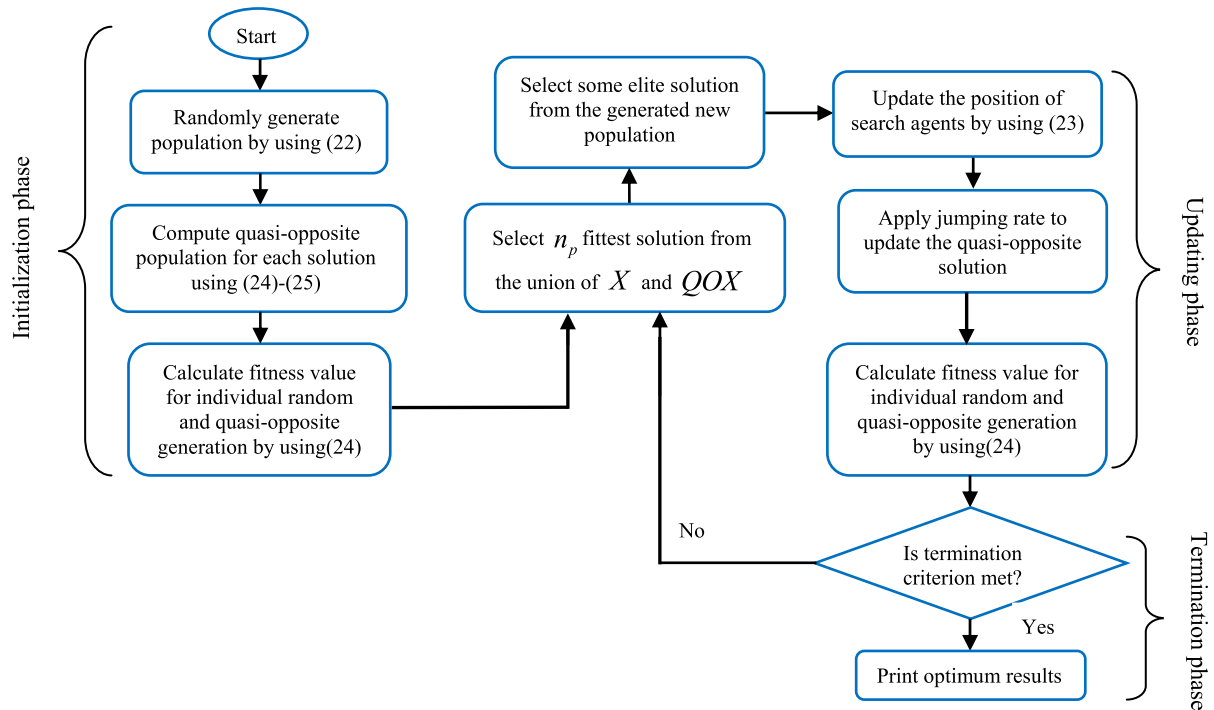 Initialization phase
Start
Randomly generate
population by using (22)
Compute quasi-opposite
population for each solution
using (24)-(25)
Calculate fitness value
for individual random
and quasi-opposite
generation by using(24)
Select n_p fittest solution from
the union of X and QOX
Select some elite solution
from the generated new
population
Update the position of
search agents by using (23)
Apply jumping rate to
update the quasi-opposite
solution
Calculate fitness value for
individual random and
quasi-opposite generation
by using(24)
Updating phase
Is termination
criterion met?
No
Yes
Print optimum results
Termination phase